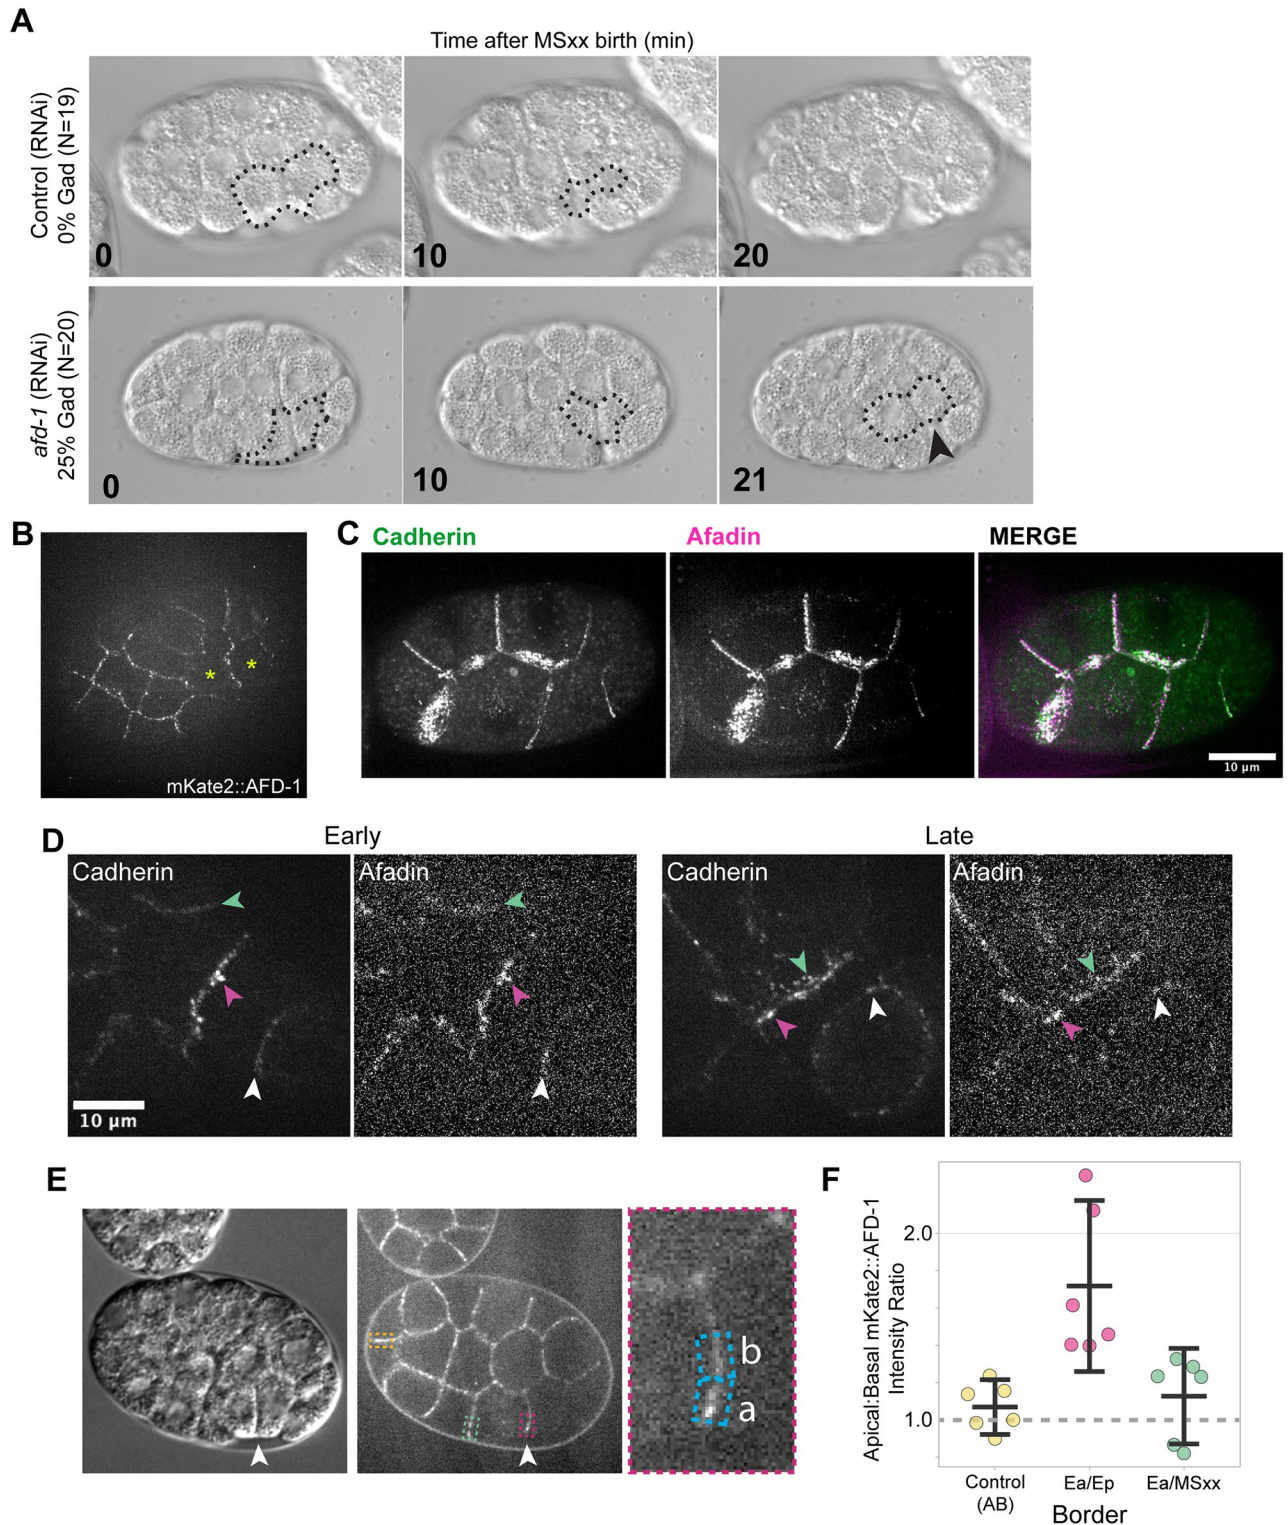 A
Time after MSxx birth (min)
Control (RNAi)
0% Gad (N=19)
0
10
20
afd-1 (RNAi)
25% Gad (N=20)
0
10
21
B
*
*
mKate2::AFD-1
C
Cadherin
Afadin
MERGE
10 µm
D
Early
Late
Cadherin
Afadin
Cadherin
Afadin
10 µm
E
b
a
F
Apical:Basal mKate2::AFD-1
Intensity Ratio
2.0
1.0
Control
(AB)
Ea/Ep
Ea/MSxx
Border